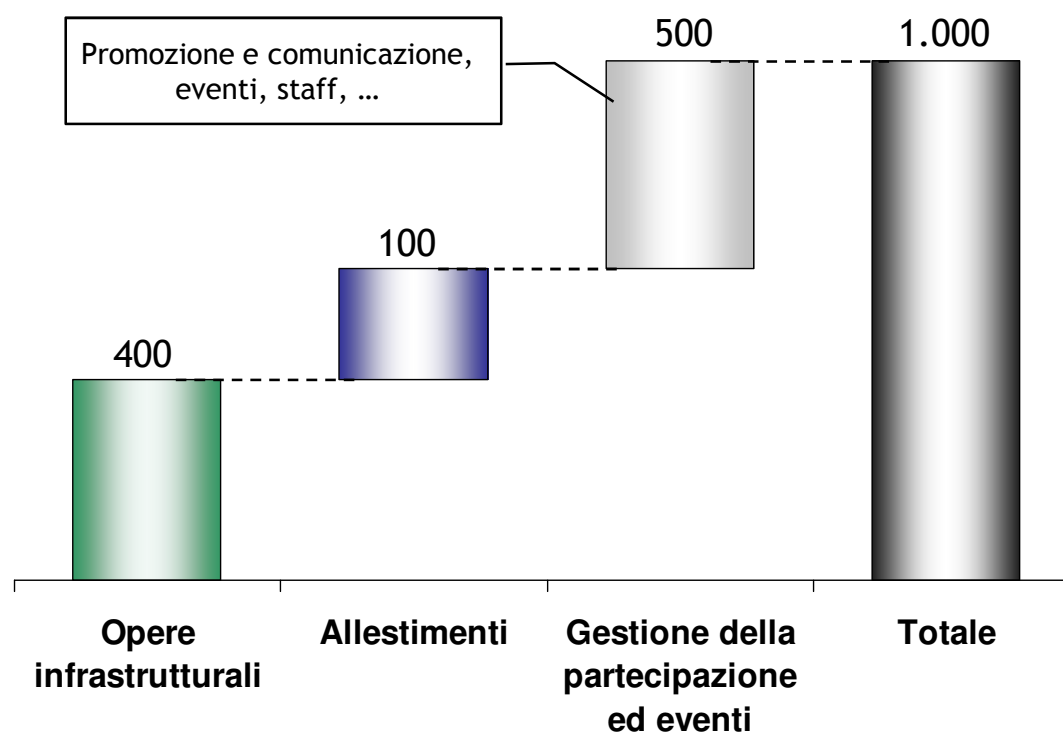 Promozione e comunicazione,
eventi, staff, …
500
1.000
100
400
Opere
infrastrutturali
Allestimenti
Gestione della
partecipazione
ed eventi
Totale